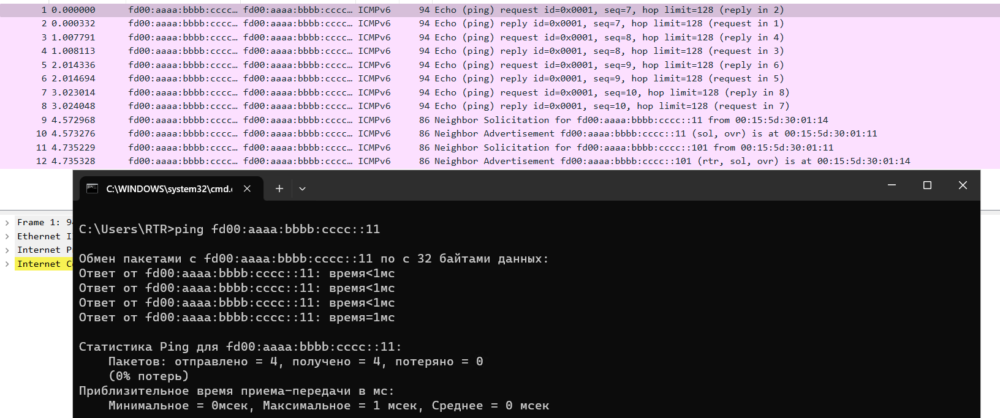 1 0.000000 fd00:aaaa:bbbb:cccc… fd00:aaaa:bbbb:cccc… ICMPv6 94 Echo (ping) request id=0x0001, seq=7, hop limit=128 (reply in 2)
2 0.000332 fd00:aaaa:bbbb:cccc… fd00:aaaa:bbbb:cccc… ICMPv6 94 Echo (ping) reply id=0x0001, seq=7, hop limit=128 (request in 1)
3 1.007791 fd00:aaaa:bbbb:cccc… fd00:aaaa:bbbb:cccc… ICMPv6 94 Echo (ping) request id=0x0001, seq=8, hop limit=128 (reply in 4)
4 1.008113 fd00:aaaa:bbbb:cccc… fd00:aaaa:bbbb:cccc… ICMPv6 94 Echo (ping) reply id=0x0001, seq=8, hop limit=128 (request in 3)
5 2.014336 fd00:aaaa:bbbb:cccc… fd00:aaaa:bbbb:cccc… ICMPv6 94 Echo (ping) request id=0x0001, seq=9, hop limit=128 (reply in 6)
6 2.014694 fd00:aaaa:bbbb:cccc… fd00:aaaa:bbbb:cccc… ICMPv6 94 Echo (ping) reply id=0x0001, seq=9, hop limit=128 (request in 5)
7 3.023014 fd00:aaaa:bbbb:cccc… fd00:aaaa:bbbb:cccc… ICMPv6 94 Echo (ping) request id=0x0001, seq=10, hop limit=128 (reply in 8)
8 3.024048 fd00:aaaa:bbbb:cccc… fd00:aaaa:bbbb:cccc… ICMPv6 94 Echo (ping) reply id=0x0001, seq=10, hop limit=128 (request in 7)
9 4.572968 fd00:aaaa:bbbb:cccc… fd00:aaaa:bbbb:cccc… ICMPv6 86 Neighbor Solicitation for fd00:aaaa:bbbb:cccc::11 from 00:15:5d:30:01:14
10 4.573276 fd00:aaaa:bbbb:cccc… fd00:aaaa:bbbb:cccc… ICMPv6 86 Neighbor Advertisement fd00:aaaa:bbbb:cccc::11 (sol, ovr) is at 00:15:5d:30:01:11
11 4.735229 fd00:aaaa:bbbb:cccc… fd00:aaaa:bbbb:cccc… ICMPv6 86 Neighbor Solicitation for fd00:aaaa:bbbb:cccc::101 from 00:15:5d:30:01:11
12 4.735328 fd00:aaaa:bbbb:cccc… fd00:aaaa:bbbb:cccc… ICMPv6 86 Neighbor Advertisement fd00:aaaa:bbbb:cccc::101 (rtr, sol, ovr) is at 00:15:5d:30:01:14
C:\WINDOWS\system32\cmd.
Frame 1: 9
Ethernet I
Internet P
Internet C
C:\Users\RTR>ping fd00:aaaa:bbbb:cccc::11
Обмен пакетами с fd00:aaaa:bbbb:cccc::11 по с 32 байтами данных:
Ответ от fd00:aaaa:bbbb:cccc::11: время<1мс
Ответ от fd00:aaaa:bbbb:cccc::11: время<1мс
Ответ от fd00:aaaa:bbbb:cccc::11: время<1мс
Ответ от fd00:aaaa:bbbb:cccc::11: время=1мс
Статистика Ping для fd00:aaaa:bbbb:cccc::11:
Пакетов: отправлено = 4, получено = 4, потеряно = 0
(0% потерь)
Приблизительное время приема-передачи в мс:
Минимальное = 0мсек, Максимальное = 1 мсек, Среднее = 0 мсек